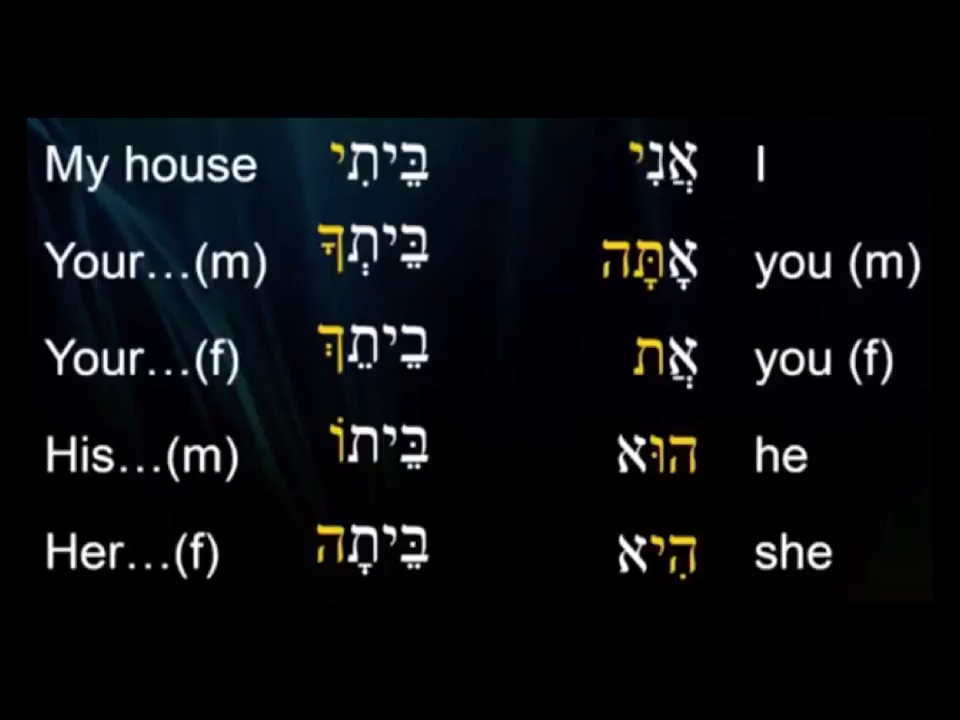 My house בֵּיתִי אֲנִי I
Your…(m) בֵּיתְךָ אָתָּה you (m)
Your…(f) בֵיתֵךְ אֲת you (f)
His…(m) בֵּיתוֹ הוּא he
Her…(f) בֵּיתָה הִיא she